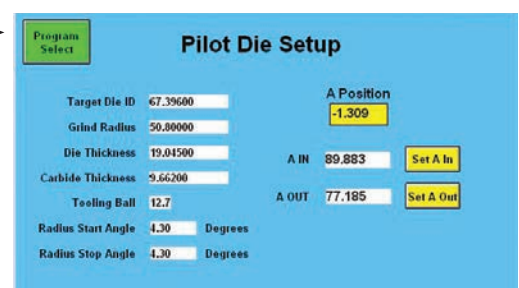 Program
Select
Pilot Die Setup
Target Die ID 67.39600
Grind Radius 50.80000
Die Thickness 19.04500
Carbide Thickness 9.66200
Tooling Ball 12.7
Radius Start Angle 4.30 Degrees
Radius Stop Angle 4.30 Degrees
A Position
-1.309
A IN 89.883 Set A In
A OUT 77.185 Set A Out